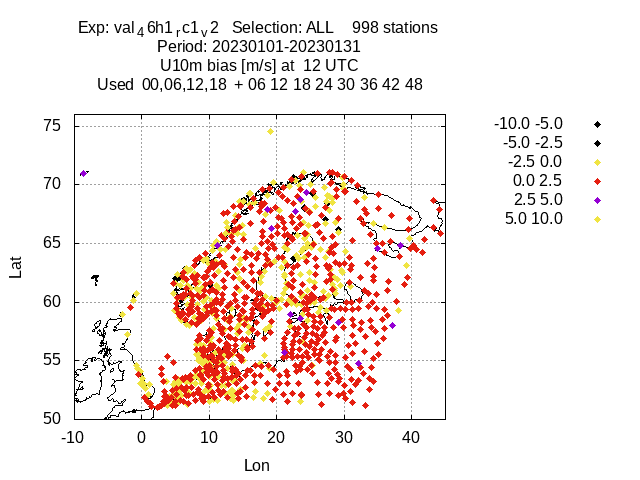 Exp: val4 6h1r c1v 2 Selection: ALL 998 stations
Period: 20230101-20230131
U10m bias [m/s] at 12 UTC
Used 00,06,12,18 + 06 12 18 24 30 36 42 48
-10.0 -5.0
-5.0 -2.5
-2.5 0.0
0.0 2.5
2.5 5.0
5.0 10.0
75
70
65
60
55
50
Lat
-10 0 10 20 30 40
Lon